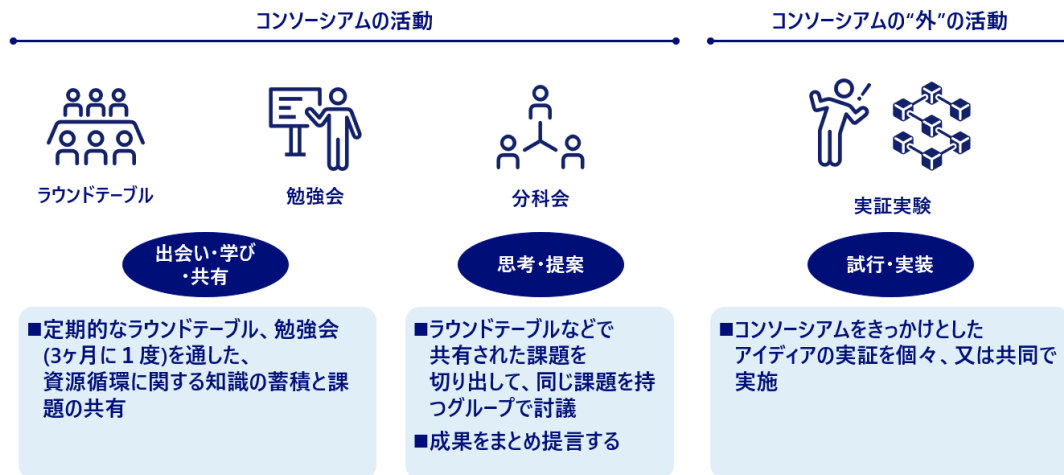 コンソーシアムの活動
コンソーシアムの“外”の活動
ラウンドテーブル
勉強会
分科会
実証実験
出会い・学び
・共有
思考・提案
試行・実装
■定期的なラウンドテーブル、勉強会
(3ヶ月に１度)を通した、
資源循環に関する知識の蓄積と課
題の共有
■ラウンドテーブルなどで
共有された課題を
切り出して、同じ課題を持
つグループで討議
■成果をまとめ提言する
■コンソーシアムをきっかけとした
アイディアの実証を個々、又は共同で
実施